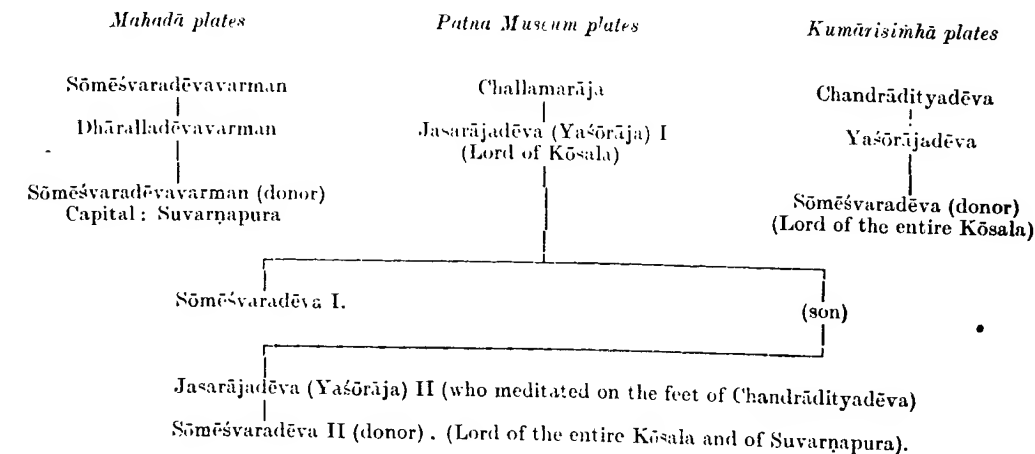 Mahadā plates Patna Museum plates Kumārisiṁhā plates
Sōmēśvaradēvavarman Challamarāja Chandrādityadēva
Dhāralladēvavarman Jasarājadēva (Yaśōrāja) I Yaśōrājadēva
(Lord of Kōsala)
Sōmēśvaradēvavarman (donor) Sōmēśvaradēva (donor)
Capital : Suvarṇapura (Lord of the entire Kōsala)
Sōmēśvaradēva I. (son)
Jasarājadēva (Yaśōrāja) II (who meditated on the feet of Chandrādityadēva)
Sōmēśvaradēva II (donor) . (Lord of the entire Kōsala and of Suvarṇapura).